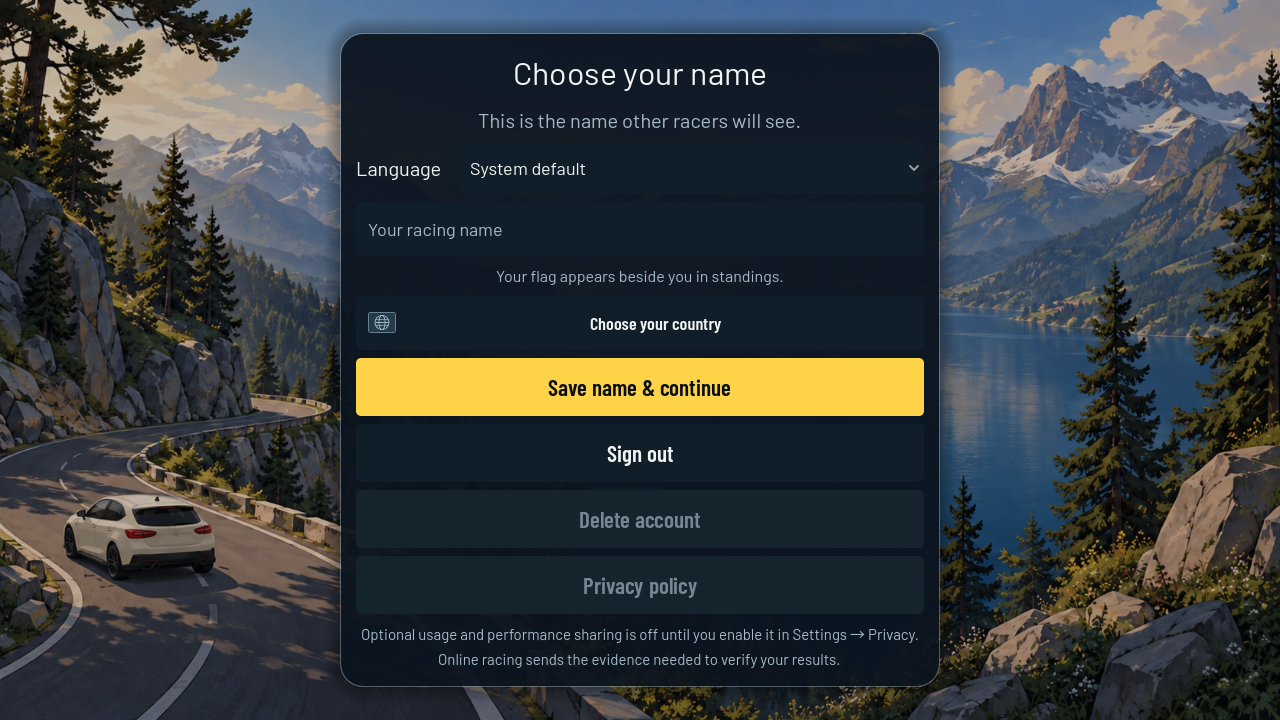 Choose your name
This is the name other racers will see.
Language System default
Your racing name
Your flag appears beside you in standings.
Choose your country
Save name & continue
Sign out
Delete account
Privacy policy
Optional usage and performance sharing is off until you enable it in Settings → Privacy.
Online racing sends the evidence needed to verify your results.